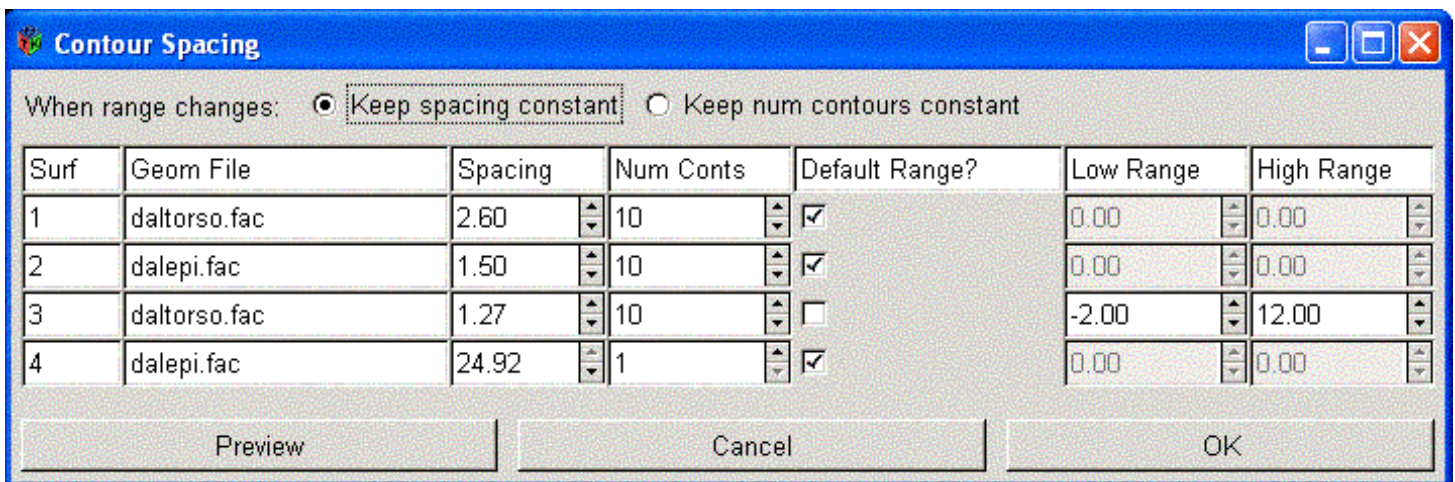 Contour Spacing
When range changes: Keep spacing constant Keep num contours constant
Surf Geom File Spacing Num Conts Default Range? Low Range High Range
1 daltorso.fac 2.60 10 0.00 0.00
2 dalepi.fac 1.50 10 0.00 0.00
3 daltorso.fac 1.27 10 -2.00 12.00
4 dalepi.fac 24.92 1 0.00 0.00
Preview Cancel OK